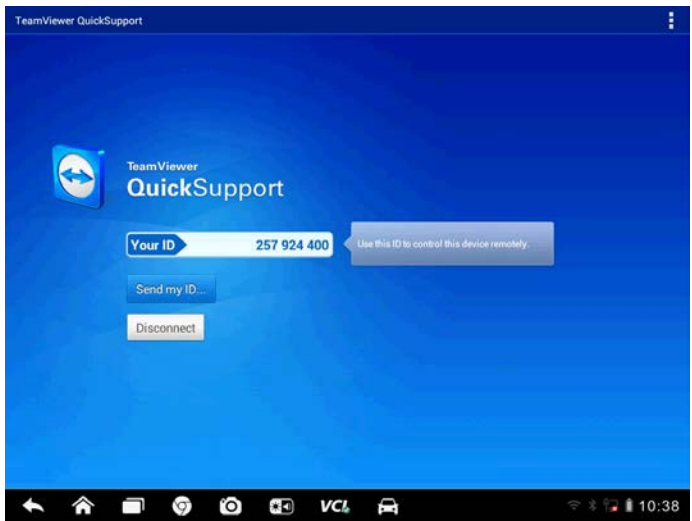 TeamViewer QuickSupport
TeamViewer
QuickSupport
Your ID 257 924 400
Use this ID to control this device remotely.
Send my ID...
Disconnect
VCI
10:38